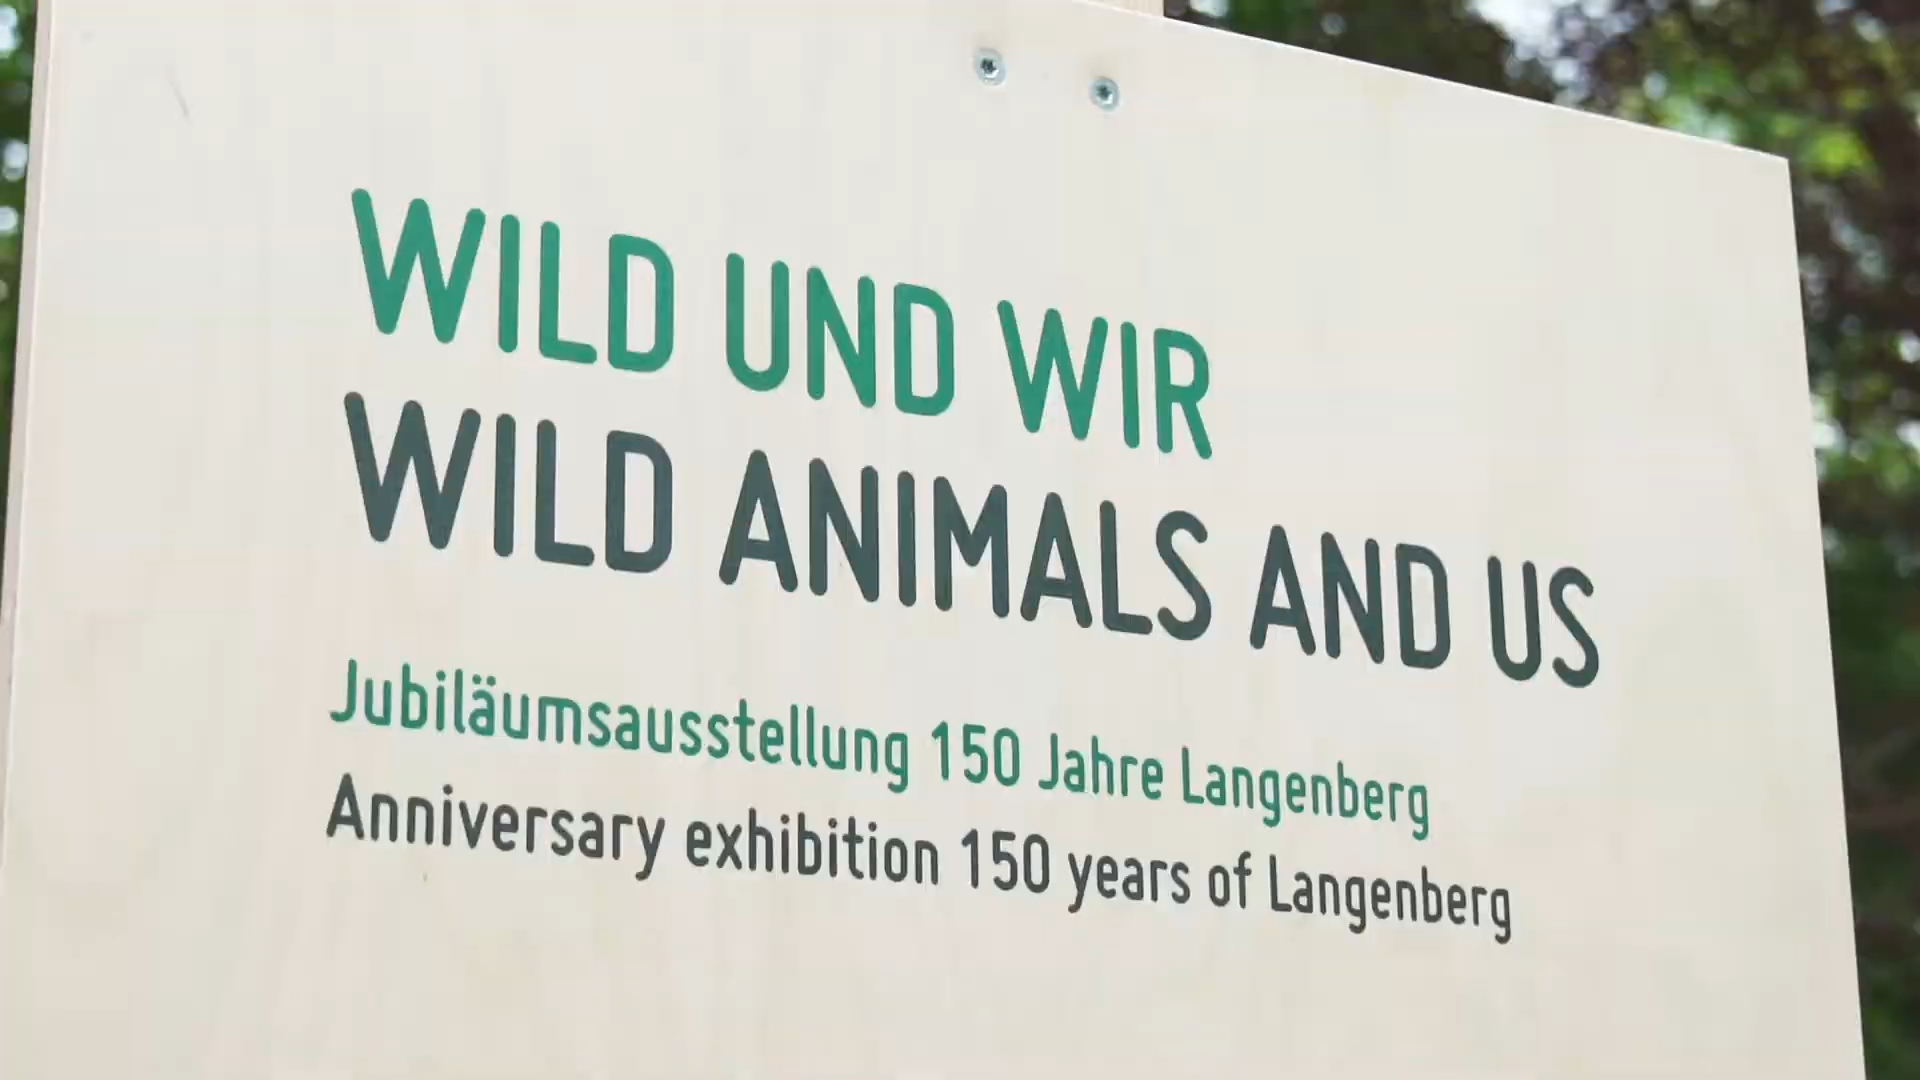 WILD UND WIR
WILD ANIMALS AND US
Jubiläumsausstellung 150 Jahre Langenberg
Anniversary exhibition 150 years of Langenberg